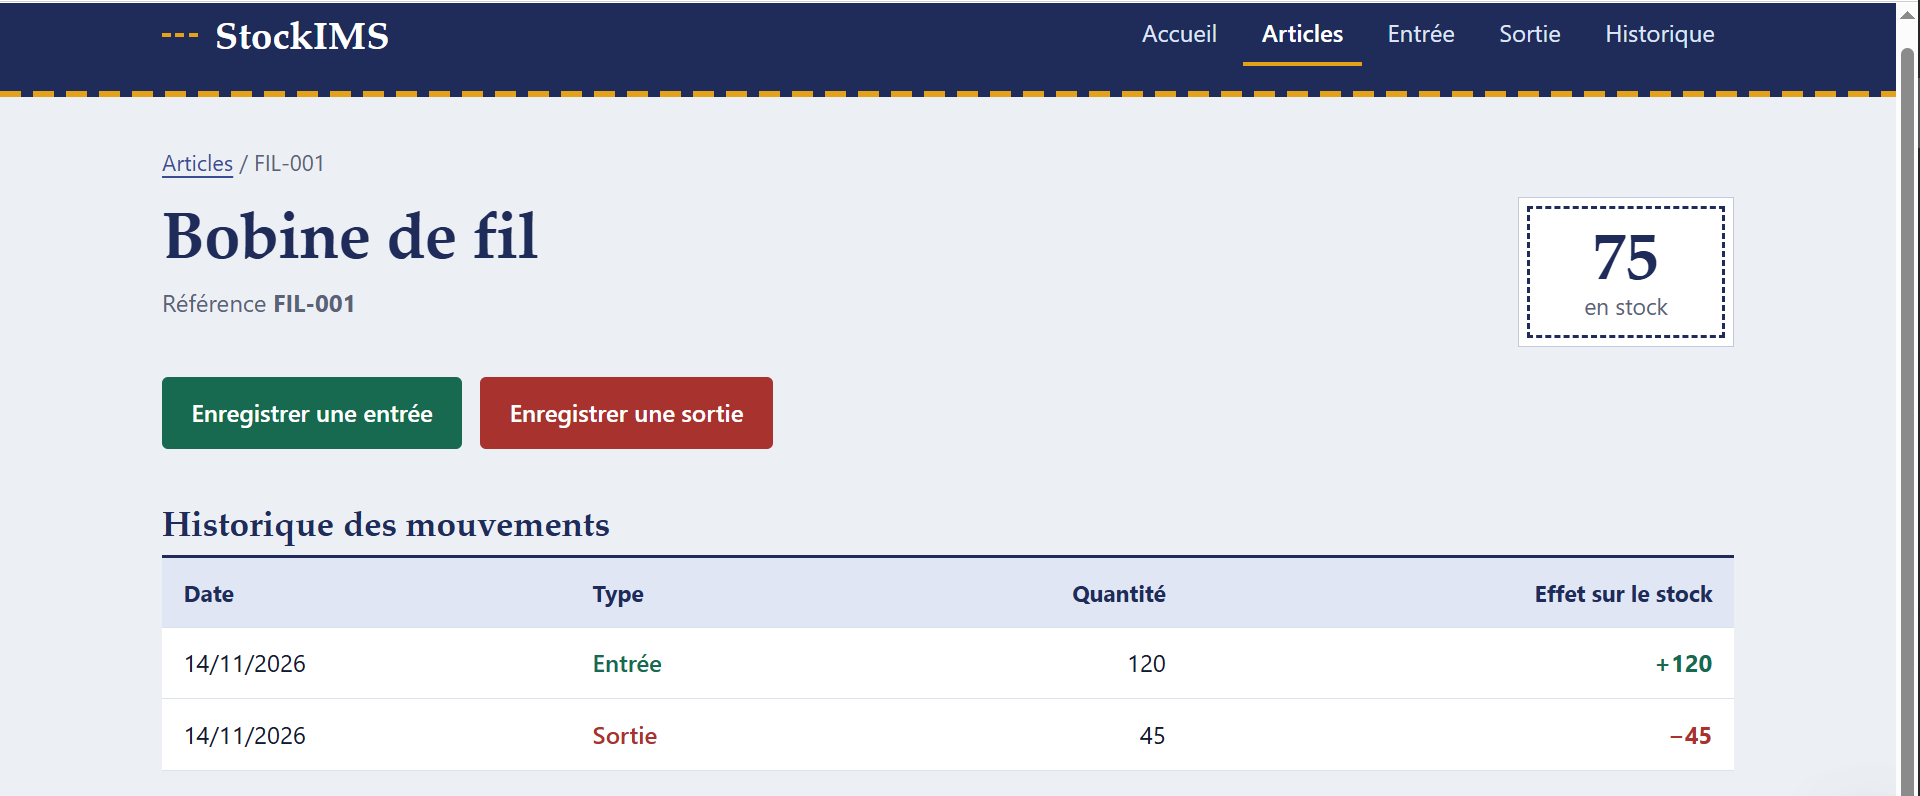 StockIMS Accueil Articles Entrée Sortie Historique
Articles / FIL-001
Bobine de fil
Référence FIL-001
75
en stock
Enregistrer une entrée Enregistrer une sortie
Historique des mouvements
Date Type Quantité Effet sur le stock
14/11/2026 Entrée 120 +120
14/11/2026 Sortie 45 −45